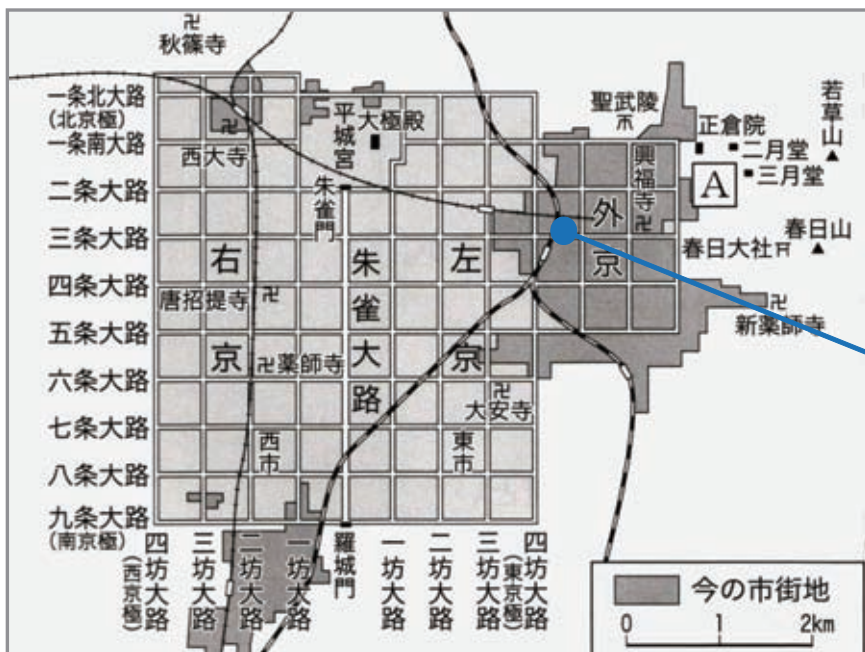 秋篠寺
一条北大路
(北京極)
一条南大路
二条大路
三条大路
四条大路
五条大路
六条大路
七条大路
八条大路
九条大路
(南京極)
西大寺
平城宮
大極殿
朱雀門
聖武陵
興福寺
正倉院
二月堂
三月堂
A
若草山
春日山
春日大社
新薬師寺
外京
右京
朱雀大路
左京
唐招提寺
薬師寺
大安寺
西市
東市
四坊大路
(西京極)
三坊大路
二坊大路
一坊大路
羅城門
一坊大路
二坊大路
三坊大路
四坊大路
(東京極)
今の市街地
0 1 2km